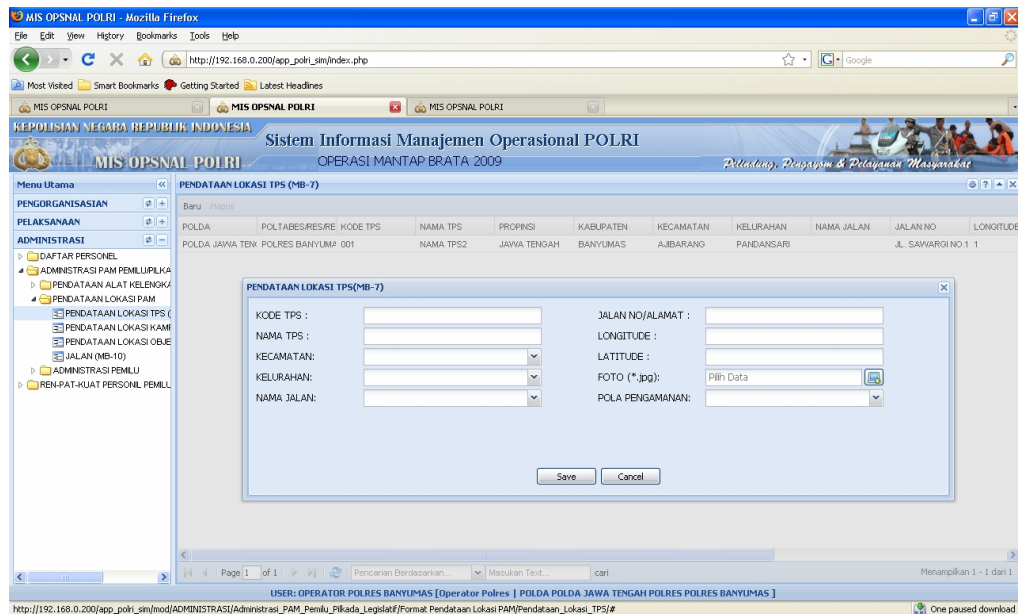 MIS OPSNAL POLRI - Mozilla Firefox
File Edit View History Bookmarks Tools Help
http://192.168.0.200/app_polri_sim/index.php
Google
Most Visited Smart Bookmarks Getting Started Latest Headlines
MIS OPSNAL POLRI MIS OPSNAL POLRI MIS OPSNAL POLRI
KEPOLISIAN NEGARA REPUBLIK INDONESIA
Sistem Informasi Manajemen Operasional POLRI
MIS OPSNAL POLRI
OPERASI MANTAP BRATA 2009
Pelindung, Pengayom & Pelayanan Masyarakat
Menu Utama
PENDATAAN LOKASI TPS (MB-7)
PENGORGANISASIAN
Baru Hapus
PELAKSANAAN
POLDA POLTABES/RES/RE KODE TPS NAMA TPS PROPINSI KABUPATEN KECAMATAN KELURAHAN NAMA JALAN JALAN NO LONGITUDE
ADMINISTRASI
POLDA JAWA TEN POLRES BANYUMA 001 NAMA TPS2 JAWA TENGAH BANYUMAS AJIBARANG PANDANSARI JL. SAWARGI NO.1 1
DAFTAR PERSONEL
ADMINISTRASI PAM PEMILU/PILKA
PENDATAAN ALAT KELENGKA
PENDATAAN LOKASI PAM
PENDATAAN LOKASI TPS (
PENDATAAN LOKASI KAMP
PENDATAAN LOKASI OBJE
JALAN (MB-10)
ADMINISTRASI PEMILU
REN-PAT-KUAT PERSONIL PEMILU
PENDATAAN LOKASI TPS(MB-7)
KODE TPS : JALAN NO/ALAMAT :
NAMA TPS : LONGITUDE :
KECAMATAN: LATITUDE :
KELURAHAN: FOTO (*.jpg): Pilih Data
NAMA JALAN: POLA PENGAMANAN:
Save Cancel
Page 1 of 1 Pencarian Berdasarkan... Masukan Text... cari Menampilkan 1 - 1 dari 1
USER: OPERATOR POLRES BANYUMAS [Operator Polres | POLDA POLDA JAWA TENGAH POLRES POLRES BANYUMAS ]
http://192.168.0.200/app_polri_sim/mod/ADMINISTRASI/Administrasi_PAM_Pemilu_Pilkada_Legislatif/Format Pendataan Lokasi PAM/Pendataan_Lokasi_TPS/# One paused download